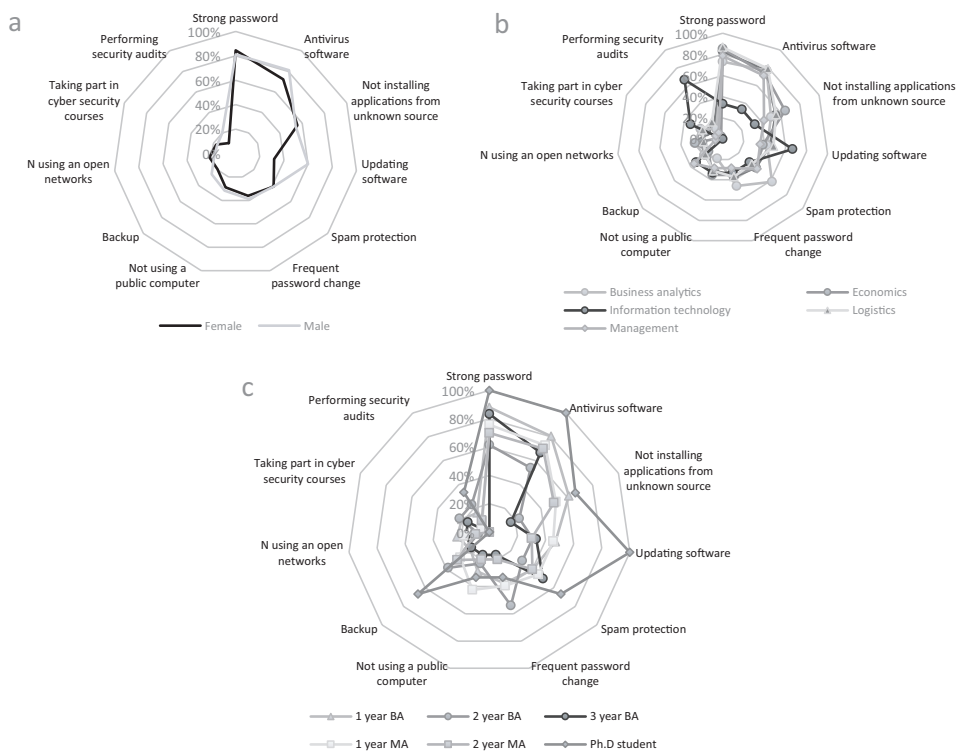 a
Strong password
100%
80%
60%
40%
20%
0%
Antivirus
software
Not installing
applications from
unknown source
Updating
software
Spam protection
Frequent
password change
Not using a
public computer
Backup
N using an open
networks
Taking part in
cyber security
courses
Performing
security audits
Female
Male
b
Strong password
100%
80%
60%
40%
20%
0%
Antivirus software
Not installing applications
from unknown source
Updating software
Spam protection
Frequent password
change
Not using a public
computer
Backup
N using an open networks
Taking part in cyber
security courses
Performing security
audits
Business analytics
Economics
Information technology
Logistics
Management
c
Strong password
100%
80%
60%
40%
20%
0%
Antivirus software
Not installing
applications from
unknown source
Updating software
Spam protection
Frequent password
change
Not using a public
computer
Backup
N using an open
networks
Taking part in cyber
security courses
Performing security
audits
1 year BA
2 year BA
3 year BA
1 year MA
2 year MA
Ph.D student